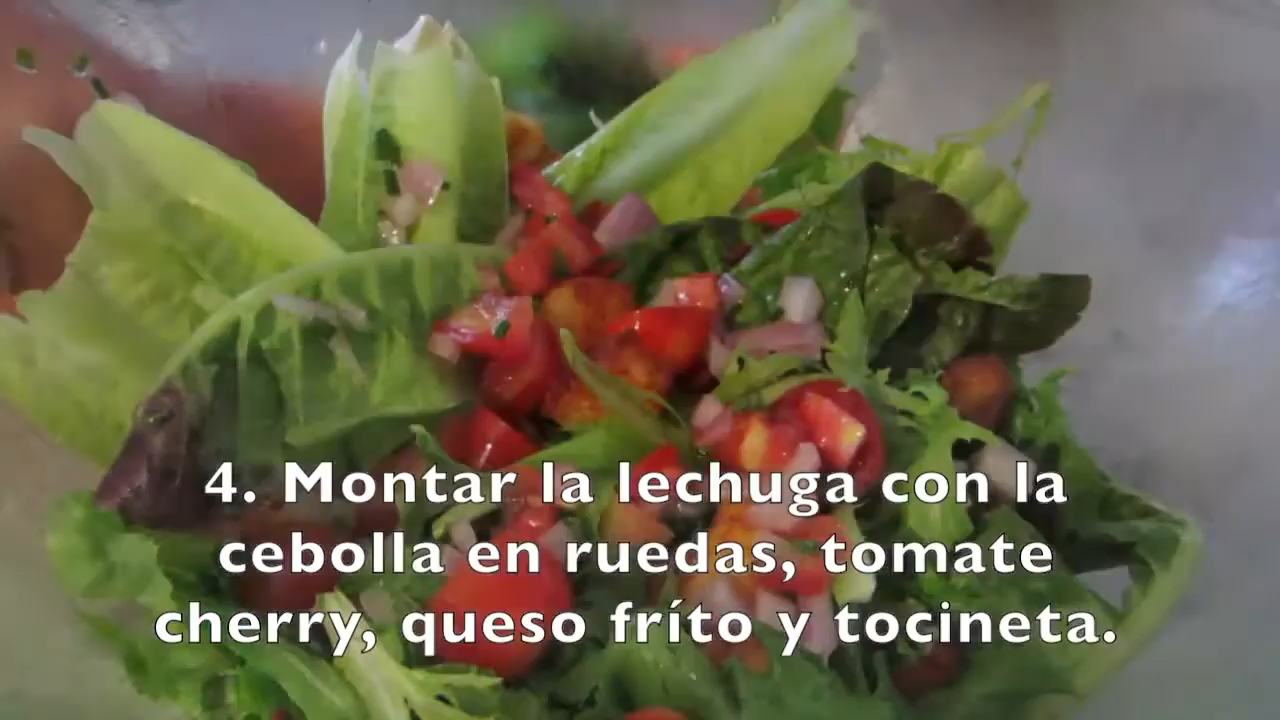 4. Montar la lechuga con la
cebolla en ruedas, tomate
cherry, queso fríto y tocineta.